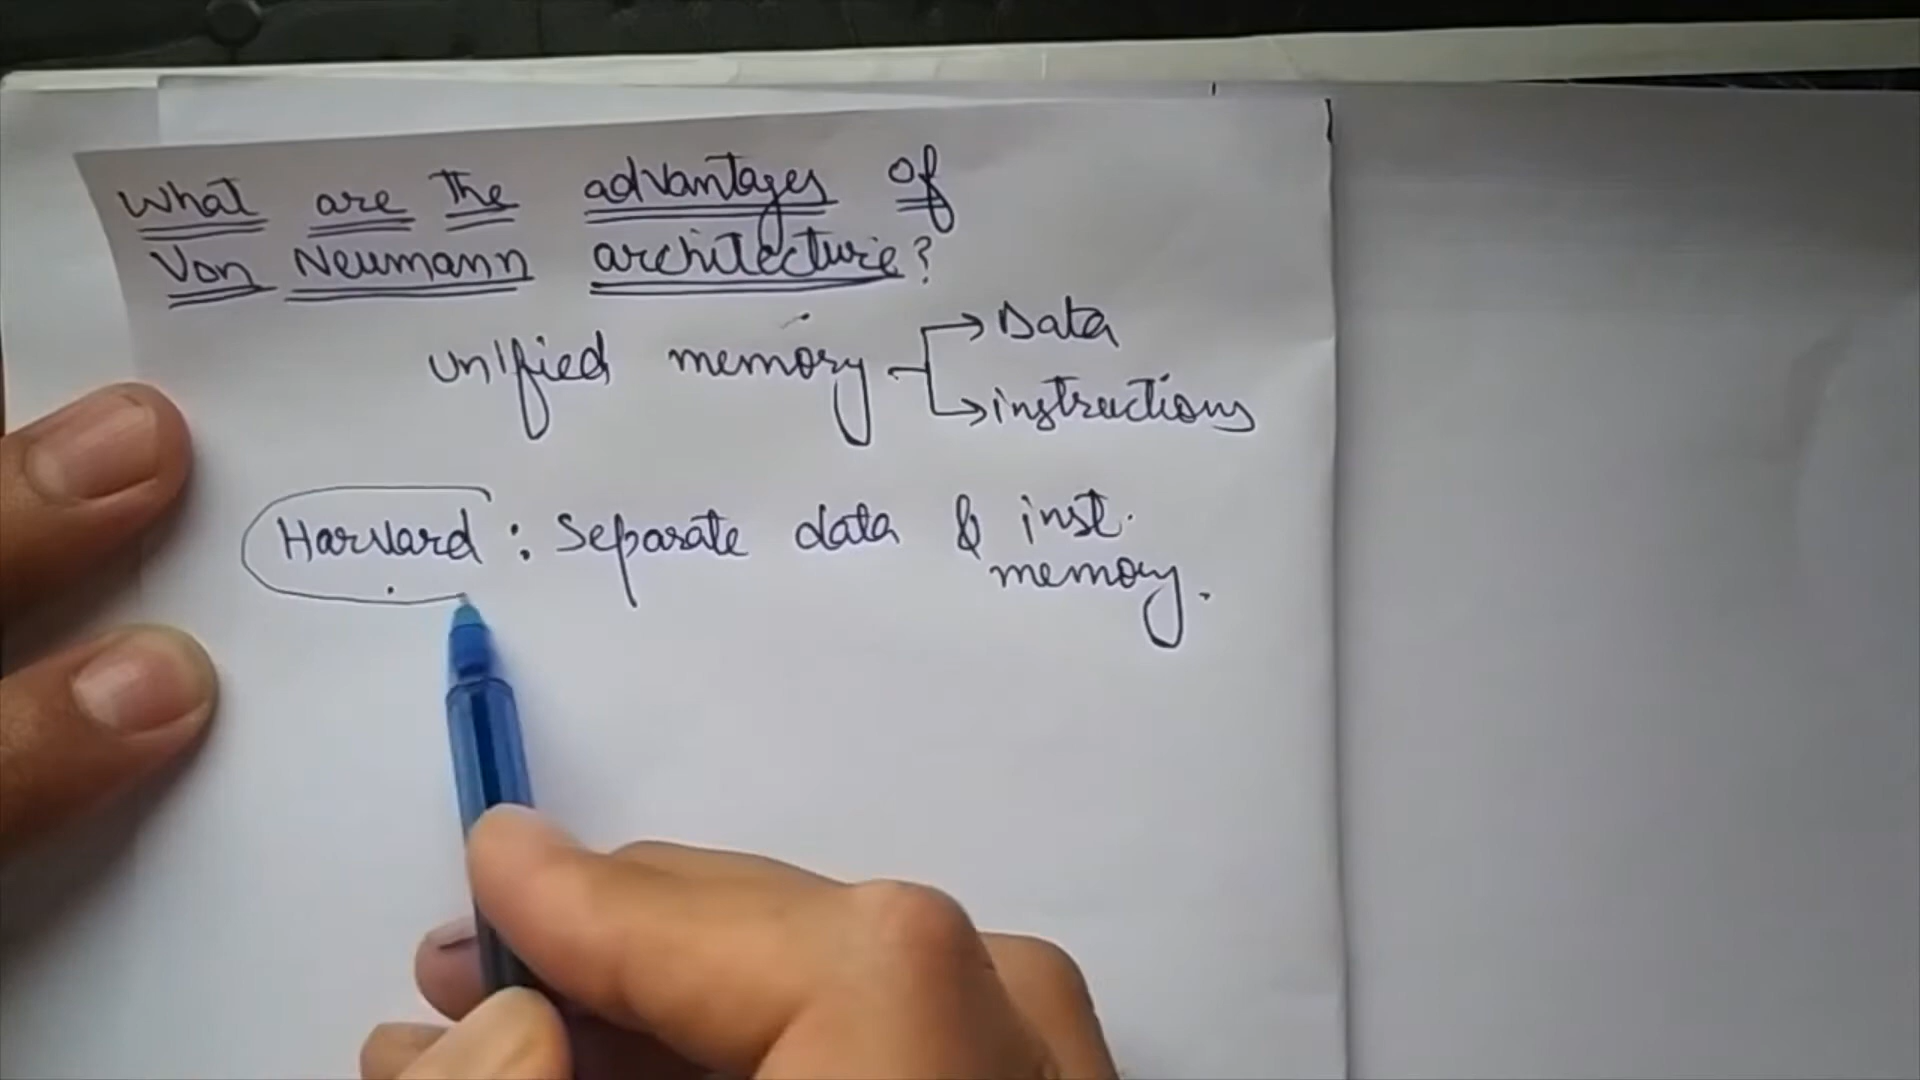 What are The advantages of
Von Neumann architecture?
unified memory → Data
→ instructions
Harvard : Separate data & inst.
memory.